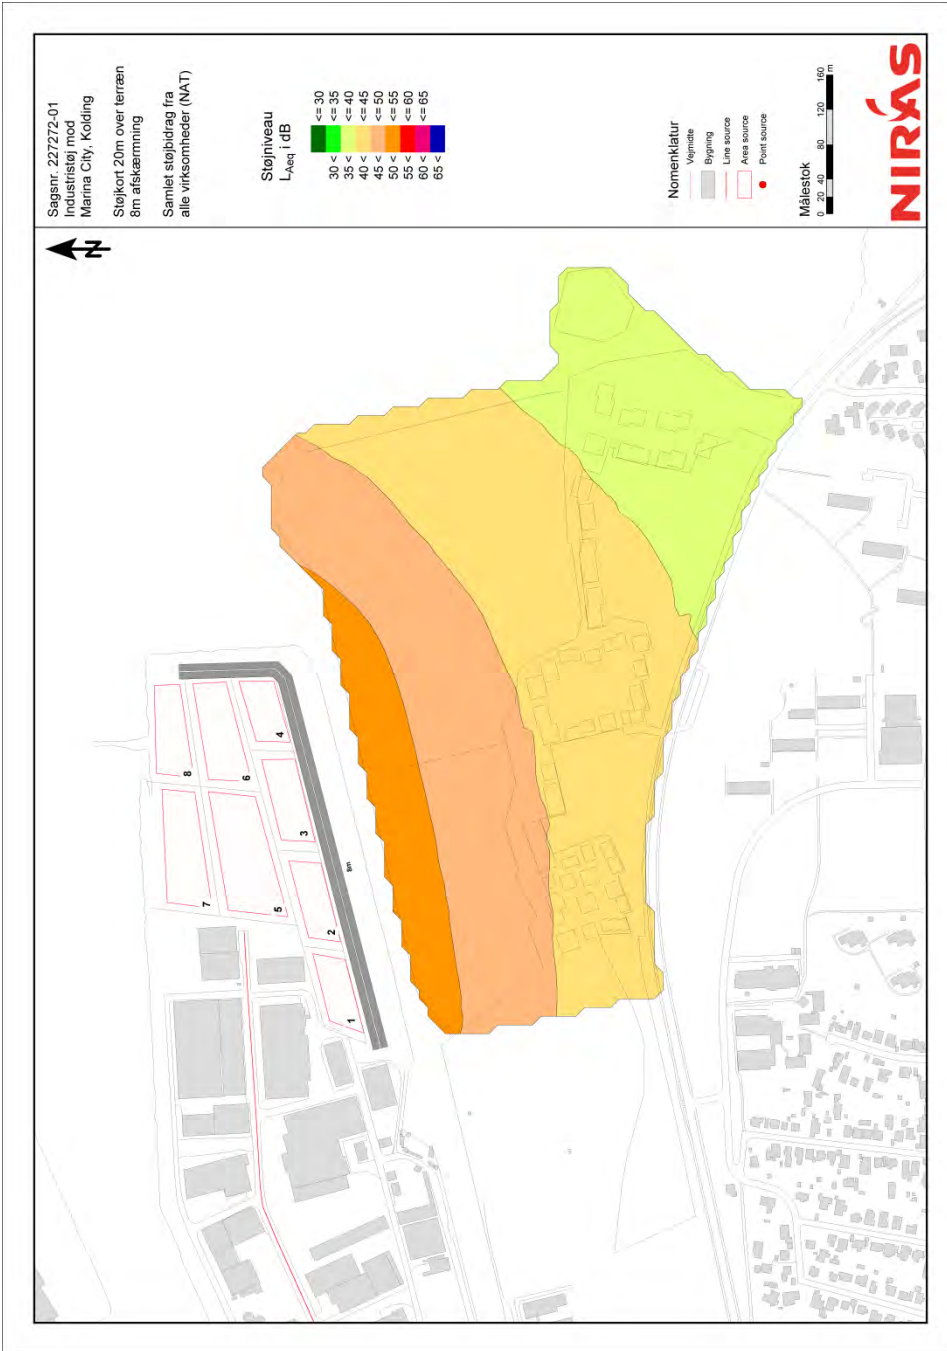 Sagsnr. 227272-01
Industristøj mod
Marina City, Kolding
Støjkort 20m over terræn
8m afskærmning
Samlet støjbidrag fra
alle virksomheder (NAT)
Støjniveau
LAeq i dB
<= 30
30 < <= 35
35 < <= 40
40 < <= 45
45 < <= 50
50 < <= 55
55 < <= 60
60 < <= 65
65 <
Nomenklatur
Vejmidte
Bygning
Line source
Area source
Point source
Målestok
0 20 40 80 120 160
m
NIRAS
N
8
6
4
7
3
5
2
1
8m